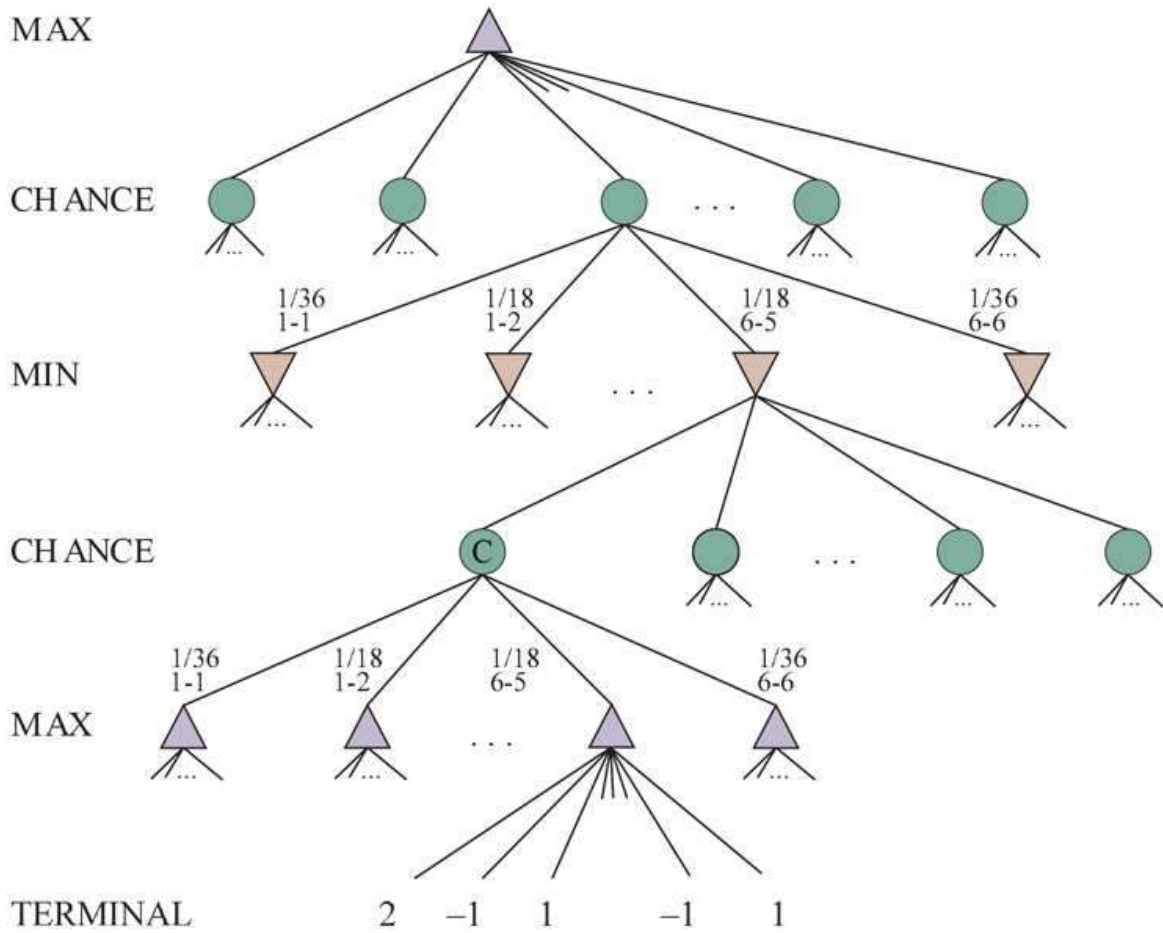 MAX
CHANCE
. . .
... ... ... ...
1/36 1/18 1/18 1/36
1-1 1-2 6-5 6-6
MIN
. . .
... ... ...
CHANCE
C
. . .
... ... ...
1/36 1/18 1/18 1/36
1-1 1-2 6-5 6-6
MAX
. . .
... ... ...
TERMINAL 2 –1 1 –1 1